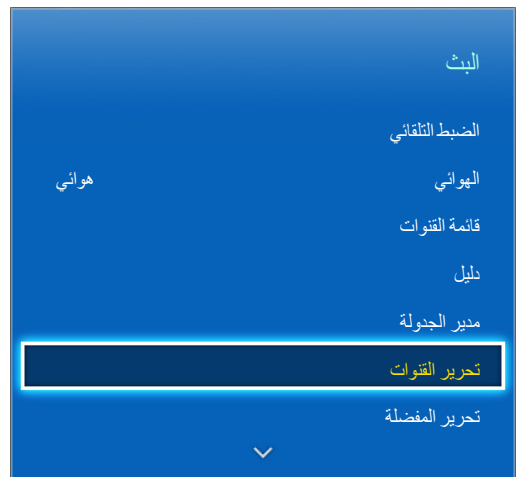 البث
الضبط التلقائي
الهوائي هوائي
قائمة القنوات
دليل
مدير الجدولة
تحرير القنوات
تحرير المفضلة